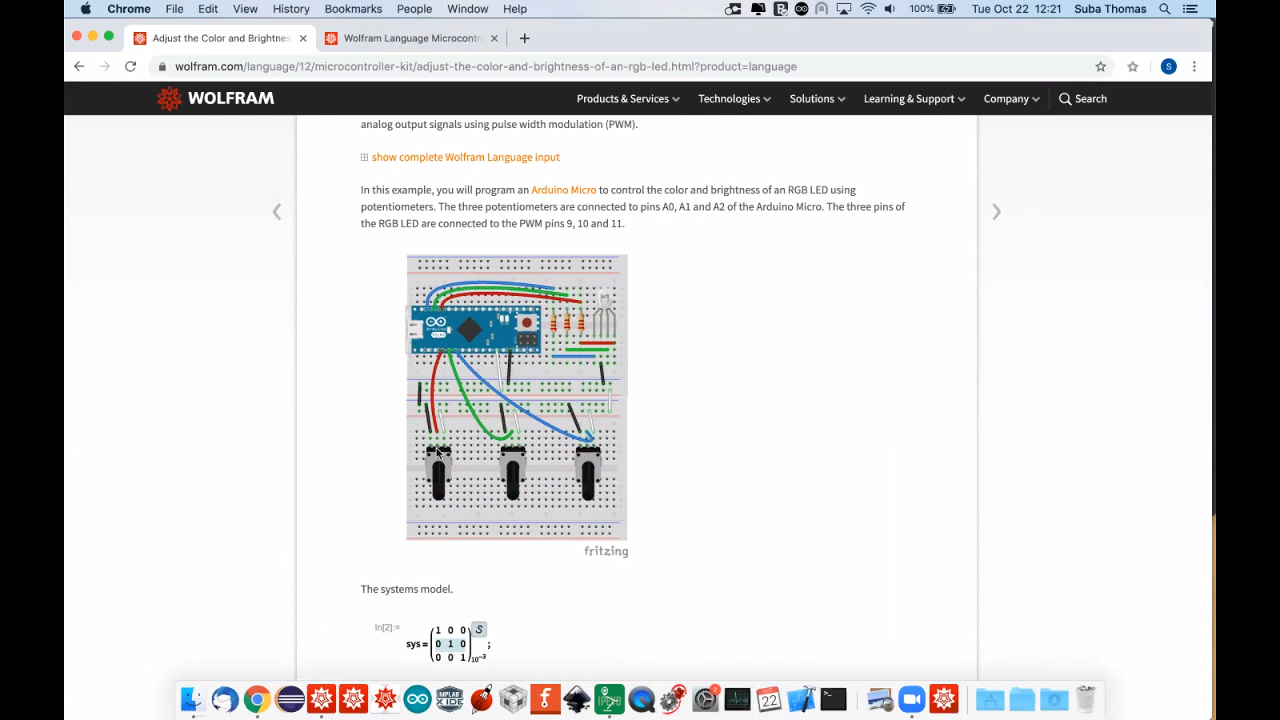 Chrome File Edit View History Bookmarks People Window Help 100% Tue Oct 22 12:21 Suba Thomas
Adjust the Color and Brightnes
Wolfram Language Microcontr
wolfram.com/language/12/microcontroller-kit/adjust-the-color-and-brightness-of-an-rgb-led.html?product=language
S
WOLFRAM
Products & Services Technologies Solutions Learning & Support Company Search
analog output signals using pulse width modulation (PWM).
show complete Wolfram Language input
In this example, you will program an Arduino Micro to control the color and brightness of an RGB LED using
potentiometers. The three potentiometers are connected to pins A0, A1 and A2 of the Arduino Micro. The three pins of
the RGB LED are connected to the PWM pins 9, 10 and 11.
fritzing
The systems model.
In[2]:=
sys = ( 1 0 0
0 1 0
0 0 1 ) S 10⁻³ ;
MPLAB
X IDE
f
22